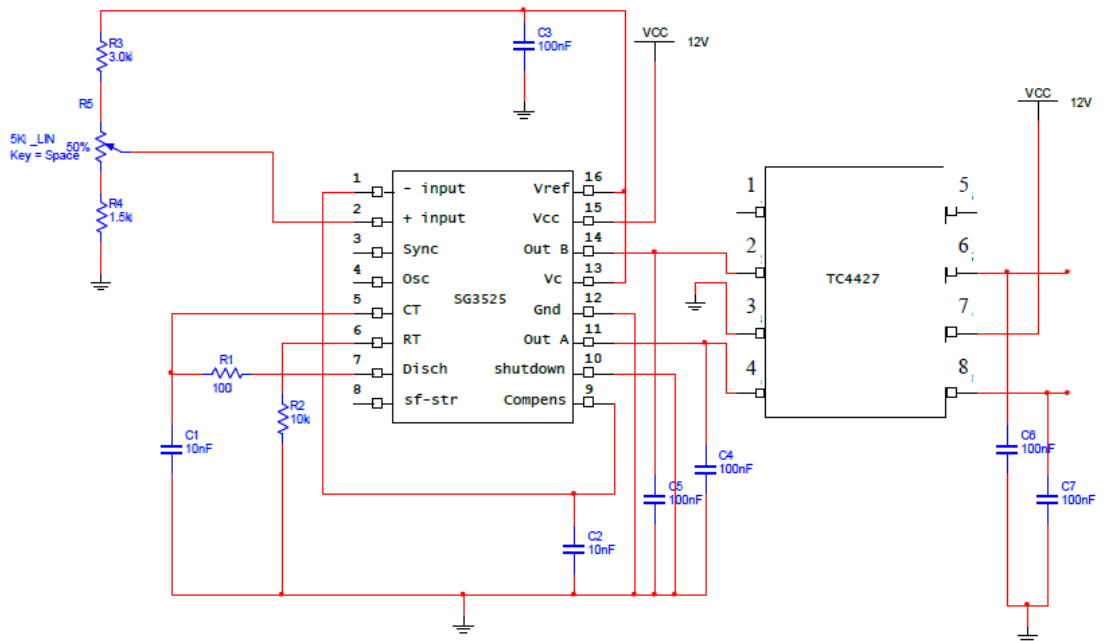 R3
3.0k
R5
5K _LIN
50%
Key = Space
R4
1.5k
C3
100nF
VCC
12V
VCC
12V
1
- input
Vref
16
2
+ input
Vcc
15
3
Sync
Out B
14
4
Osc
Vc
13
SG3525
5
CT
Gnd
12
6
RT
Out A
11
7
Disch
shutdown
10
8
sf-str
Compens
9
1
5
2
6
TC4427
3
7
4
8
R1
100
R2
10k
C1
10nF
C2
10nF
C4
100nF
C5
100nF
C6
100nF
C7
100nF